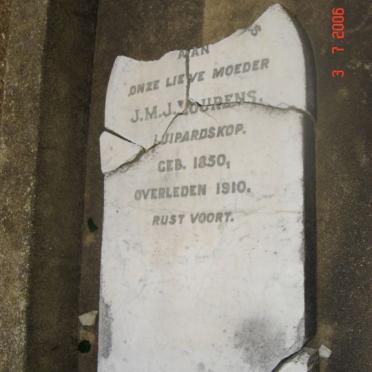 AAN
ONZE LIEVE MOEDER
J.M.J. LOURENS.
LUIPARDSKOP.
GEB. 1850,
OVERLEDEN 1910.
RUST VOORT.
3 7 2006